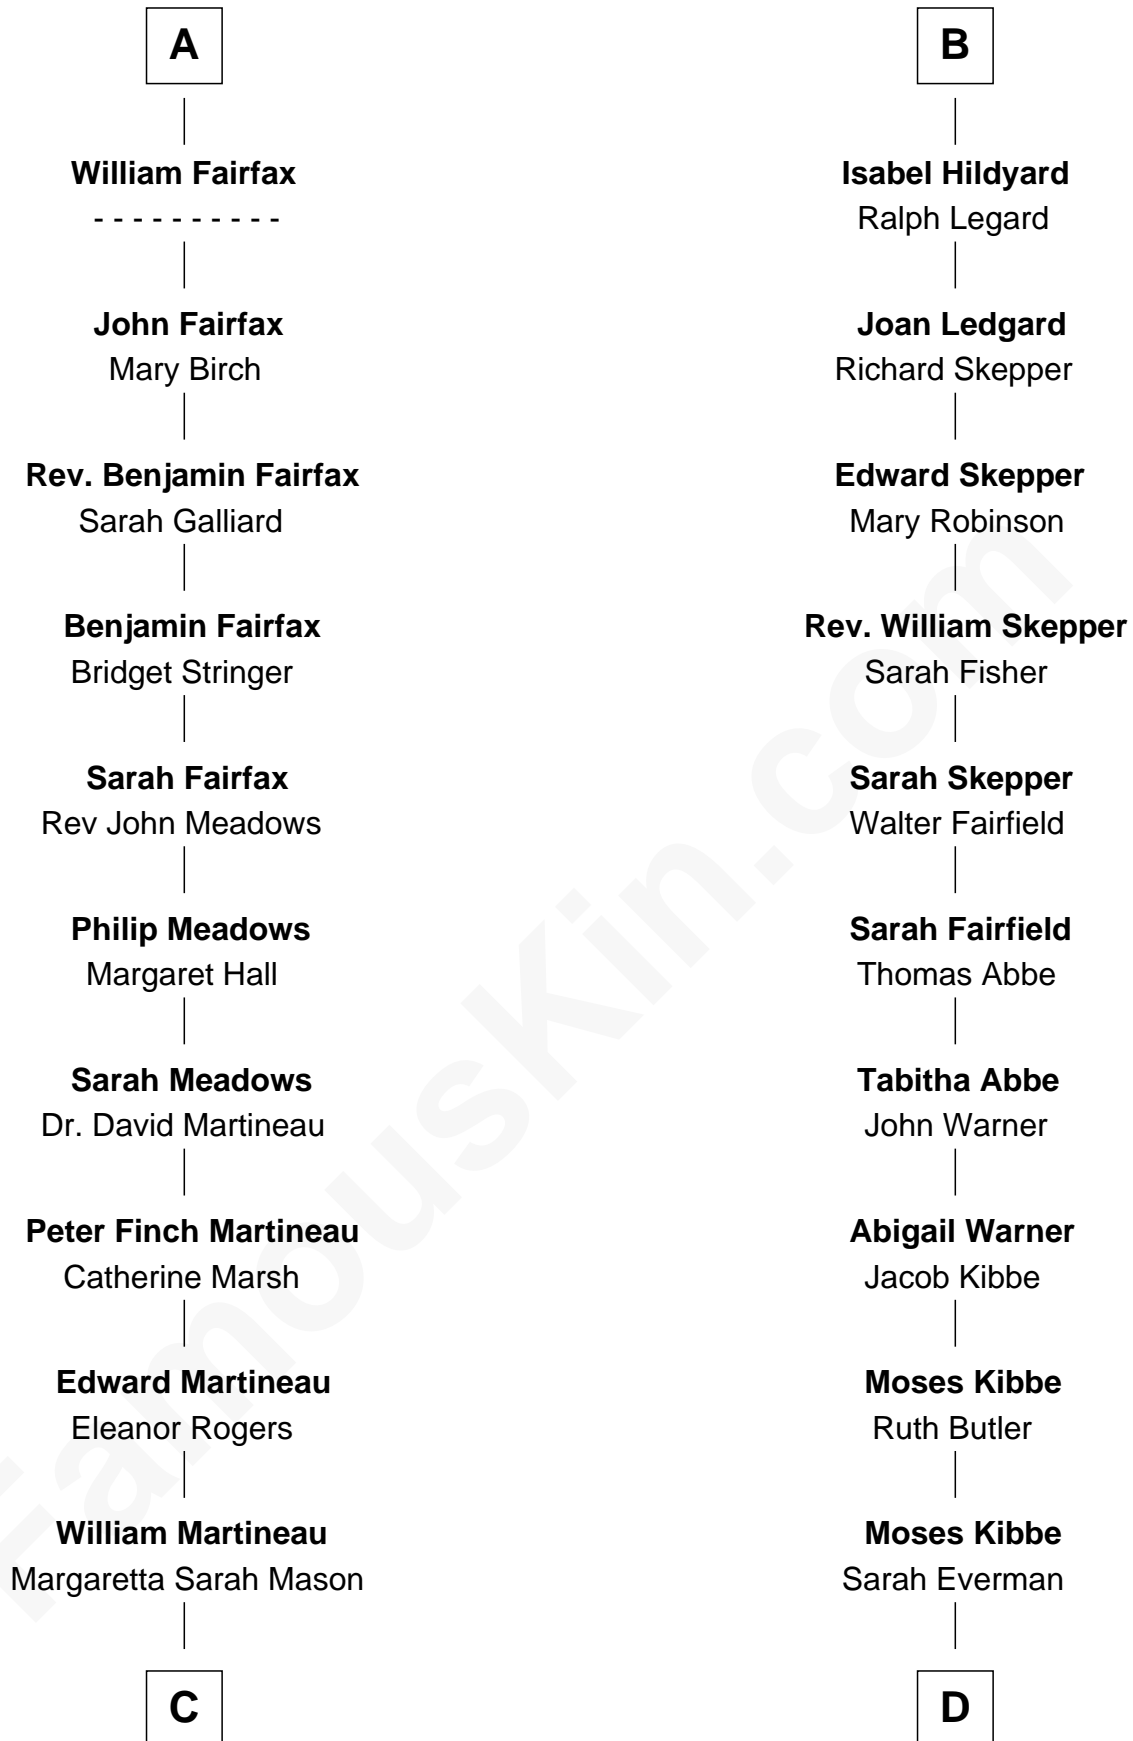 A
William Fairfax
- - - - - - - - - -
John Fairfax
Mary Birch
Rev. Benjamin Fairfax
Sarah Galliard
Benjamin Fairfax
Bridget Stringer
Sarah Fairfax
Rev John Meadows
Philip Meadows
Margaret Hall
Sarah Meadows
Dr. David Martineau
Peter Finch Martineau
Catherine Marsh
Edward Martineau
Eleanor Rogers
William Martineau
Margaretta Sarah Mason
C
B
Isabel Hildyard
Ralph Legard
Joan Ledgard
Richard Skepper
Edward Skepper
Mary Robinson
Rev. William Skepper
Sarah Fisher
Sarah Skepper
Walter Fairfield
Sarah Fairfield
Thomas Abbe
Tabitha Abbe
John Warner
Abigail Warner
Jacob Kibbe
Moses Kibbe
Ruth Butler
Moses Kibbe
Sarah Everman
D
FamousKin.com